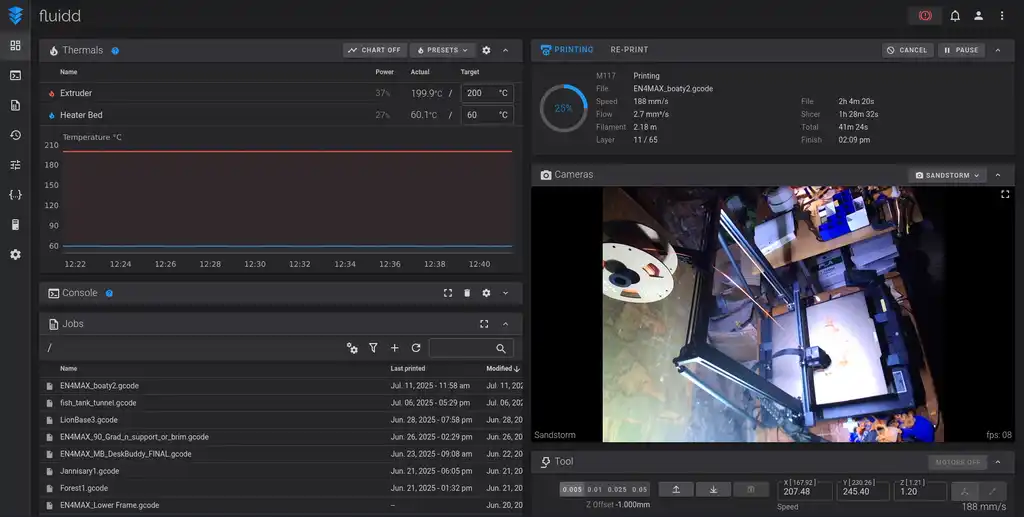 fluidd
Thermals
CHART OFF
PRESETS
Name Power Actual Target
Extruder 37% 199.9°C / 200 °C
Heater Bed 27% 60.1°C / 60 °C
Temperature °C
210
180
150
120
90
60
12:22 12:24 12:26 12:28 12:30 12:32 12:34 12:36 12:38 12:40
Console
Jobs
/
Name Last printed Modified
EN4MAX_boaty2.gcode Jul. 11, 2025 - 11:58 am Jul. 11, 202
fish_tank_tunnel.gcode Jul. 06, 2025 - 05:29 pm Jul. 06, 202
LionBase3.gcode Jun. 28, 2025 - 07:58 pm Jun. 28, 20
EN4MAX_90_Grad_n_support_or_brim.gcode Jun. 26, 2025 - 02:29 pm Jun. 26, 20
EN4MAX_MB_DeskBuddy_FINAL.gcode Jun. 23, 2025 - 09:08 am Jun. 22, 20
Jannisary1.gcode Jun. 21, 2025 - 06:05 pm Jun. 21, 20
Forest1.gcode Jun. 21, 2025 - 01:32 pm Jun. 21, 20
EN4MAX_Lower Frame.gcode -- Jun. 20, 20
PRINTING RE-PRINT
CANCEL
PAUSE
25%
M117 Printing
File EN4MAX_boaty2.gcode
Speed 188 mm/s File 2h 4m 20s
Flow 2.7 mm³/s Slicer 1h 28m 32s
Filament 2.18 m Total 41m 24s
Layer 11 / 65 Finish 02:09 pm
Cameras
SANDSTORM
Sandstorm
fps: 08
Tool
MOTORS OFF
0.005 0.01 0.025 0.05
Z Offset -1.000mm
X [ 167.92 ] Y [ 230.26 ] Z [ 1.21 ]
207.48 245.40 1.20
Speed 188 mm/s